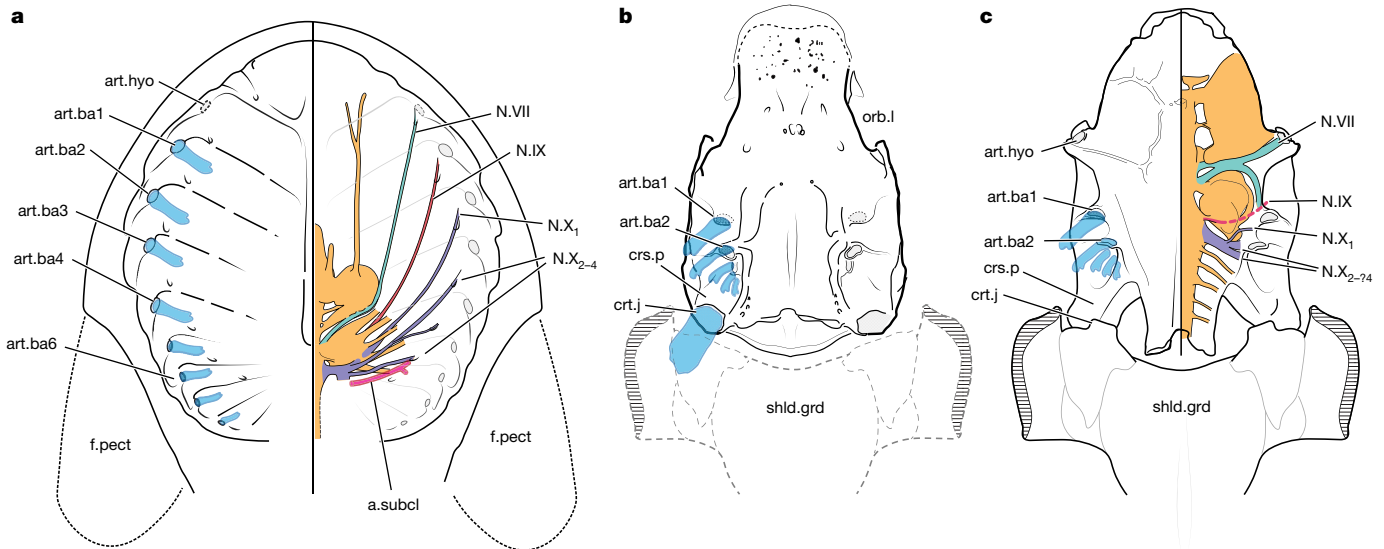 a
art.hyo
art.ba1
art.ba2
art.ba3
art.ba4
art.ba6
f.pect
N.VII
N.IX
N.X1
N.X2–4
f.pect
a.subcl
b
orb.l
art.ba1
art.ba2
crs.p
crt.j
shld.grd
c
art.hyo
art.ba1
art.ba2
crs.p
crt.j
N.VII
N.IX
N.X1
N.X2–?4
shld.grd